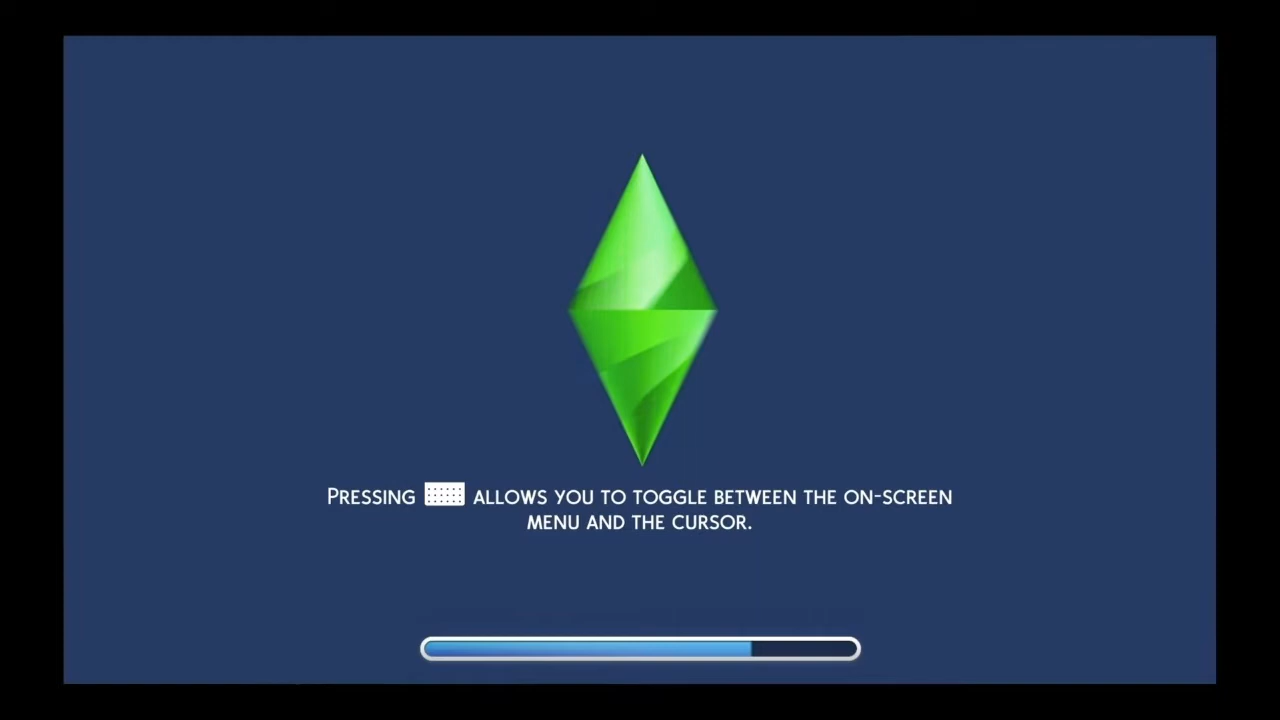 Pressing allows you to toggle between the on-screen
menu and the cursor.